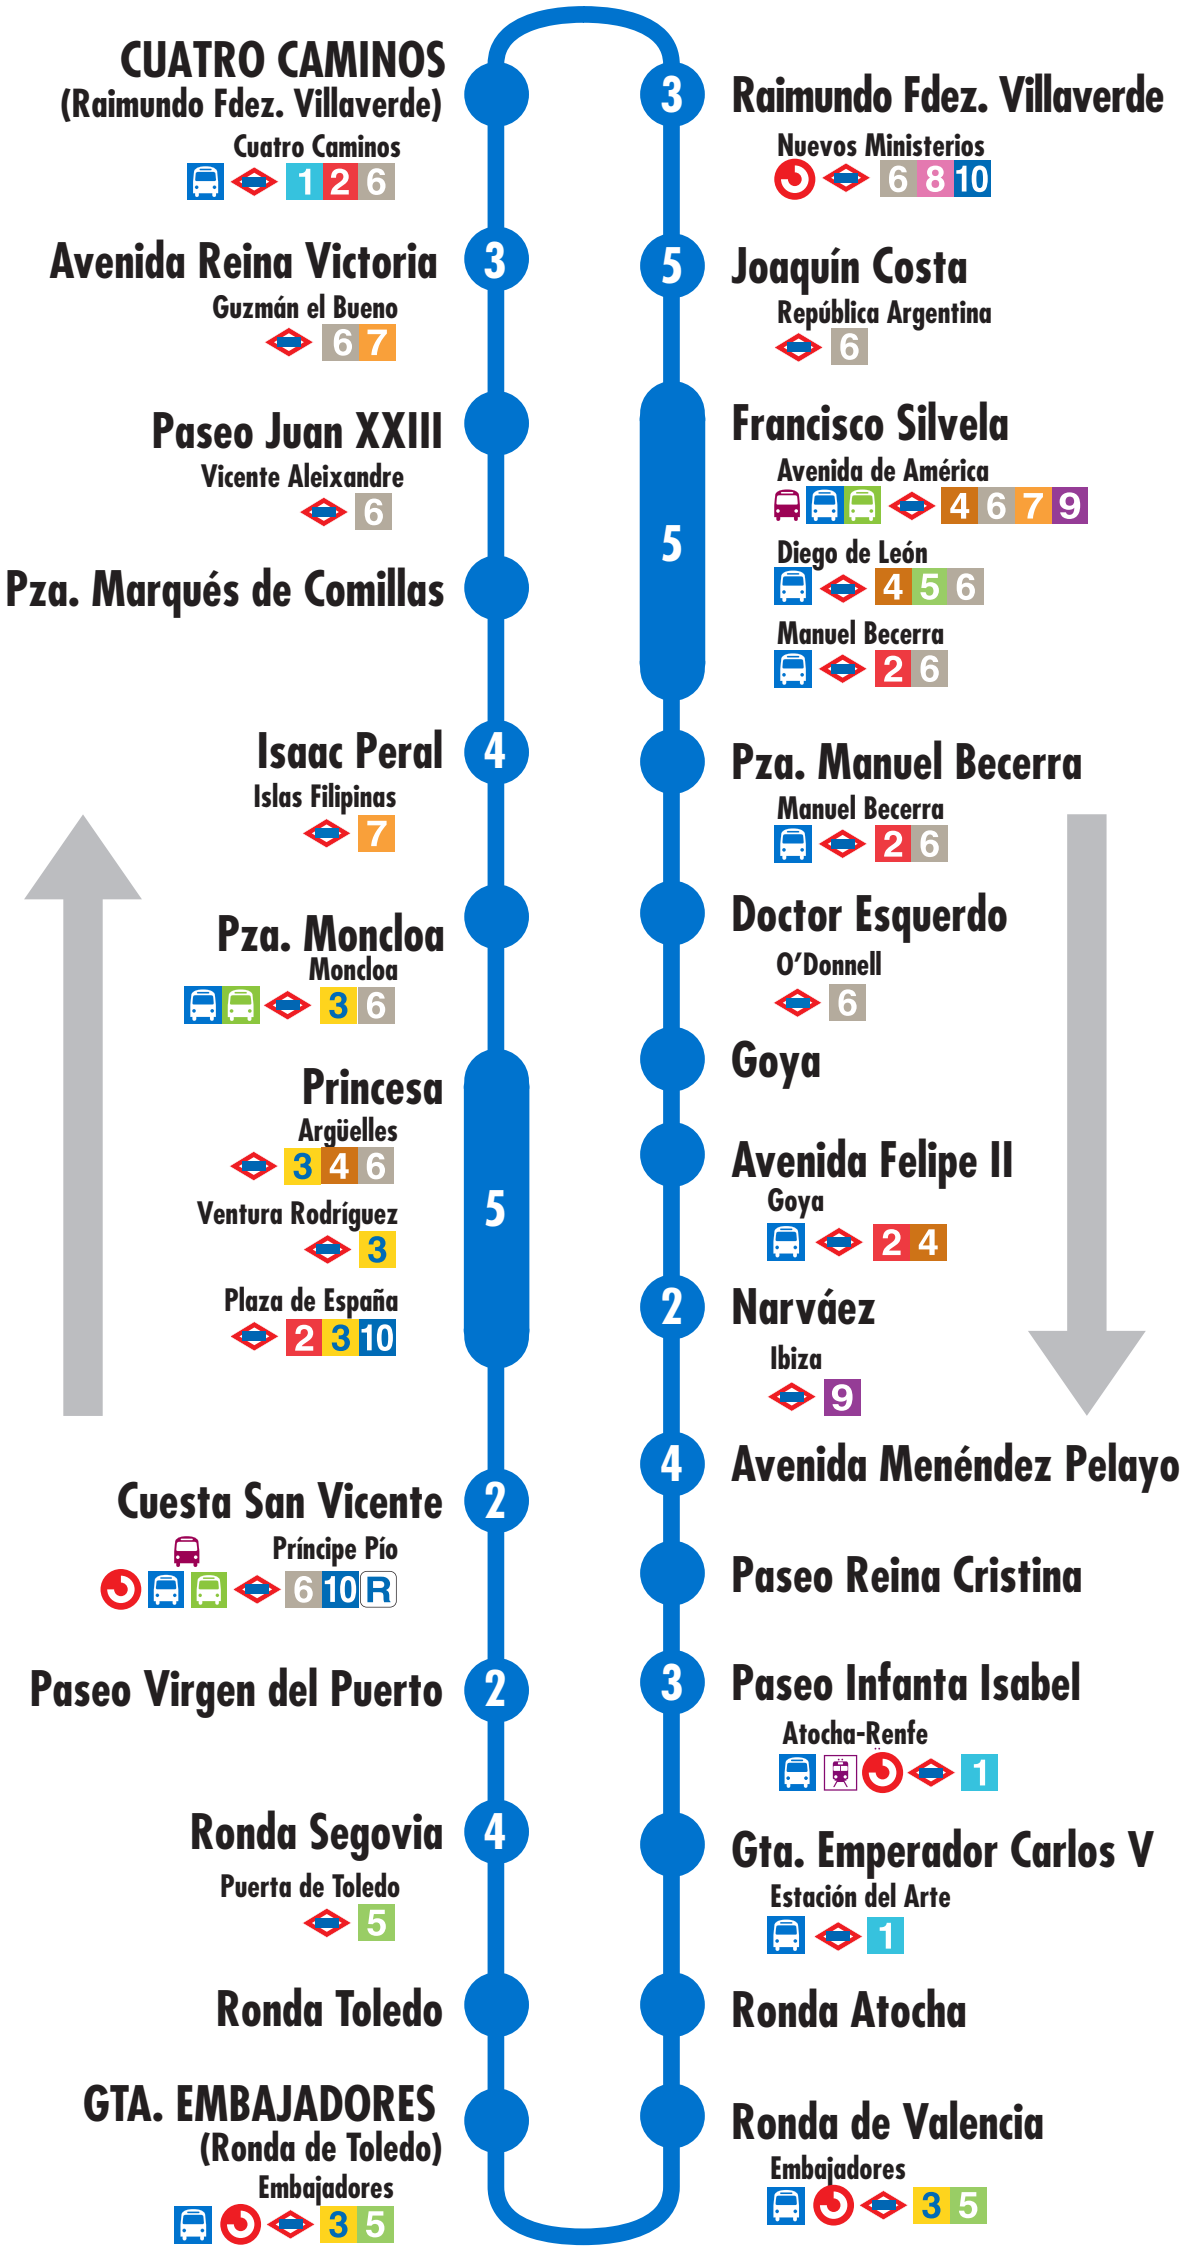 CUATRO CAMINOS
(Raimundo Fdez. Villaverde)
Cuatro Caminos
1 2 6
3
Avenida Reina Victoria
Guzmán el Bueno
6 7
Paseo Juan XXIII
Vicente Aleixandre
6
Pza. Marqués de Comillas
4
Isaac Peral
Islas Filipinas
7
Pza. Moncloa
Moncloa
3 6
Princesa
5
Argüelles
3 4 6
Ventura Rodríguez
3
Plaza de España
2 3 10
Cuesta San Vicente
2
Príncipe Pío
6 10 R
Paseo Virgen del Puerto
2
Ronda Segovia
4
Puerta de Toledo
5
Ronda Toledo
GTA. EMBAJADORES
(Ronda de Toledo)
Embajadores
3 5
3
Raimundo Fdez. Villaverde
Nuevos Ministerios
6 8 10
5
Joaquín Costa
República Argentina
6
Francisco Silvela
5
Avenida de América
4 6 7 9
Diego de León
4 5 6
Manuel Becerra
2 6
Pza. Manuel Becerra
Manuel Becerra
2 6
Doctor Esquerdo
O'Donnell
6
Goya
Avenida Felipe II
Goya
2 4
2
Narváez
Ibiza
9
4
Avenida Menéndez Pelayo
Paseo Reina Cristina
3
Paseo Infanta Isabel
Atocha-Renfe
1
Gta. Emperador Carlos V
Estación del Arte
1
Ronda Atocha
Ronda de Valencia
Embajadores
3 5